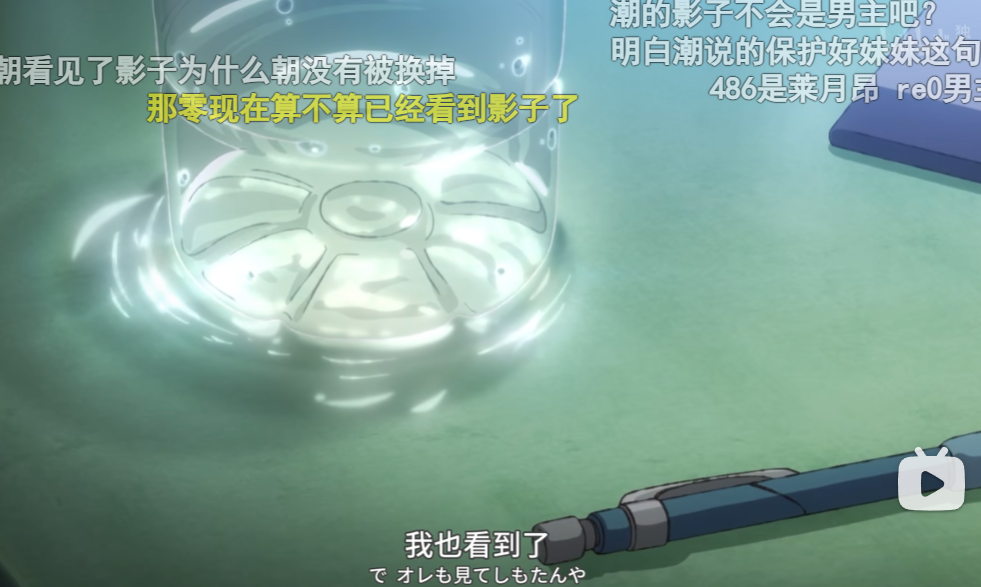 潮的影子不会是男主吧？
明白潮说的保护好妹妹这句
朝看见了影子为什么朝没有被换掉
486是莱月昴 re0男主
那零现在算不算已经看到影子了
独
我也看到了
で オレも見てしもたんや